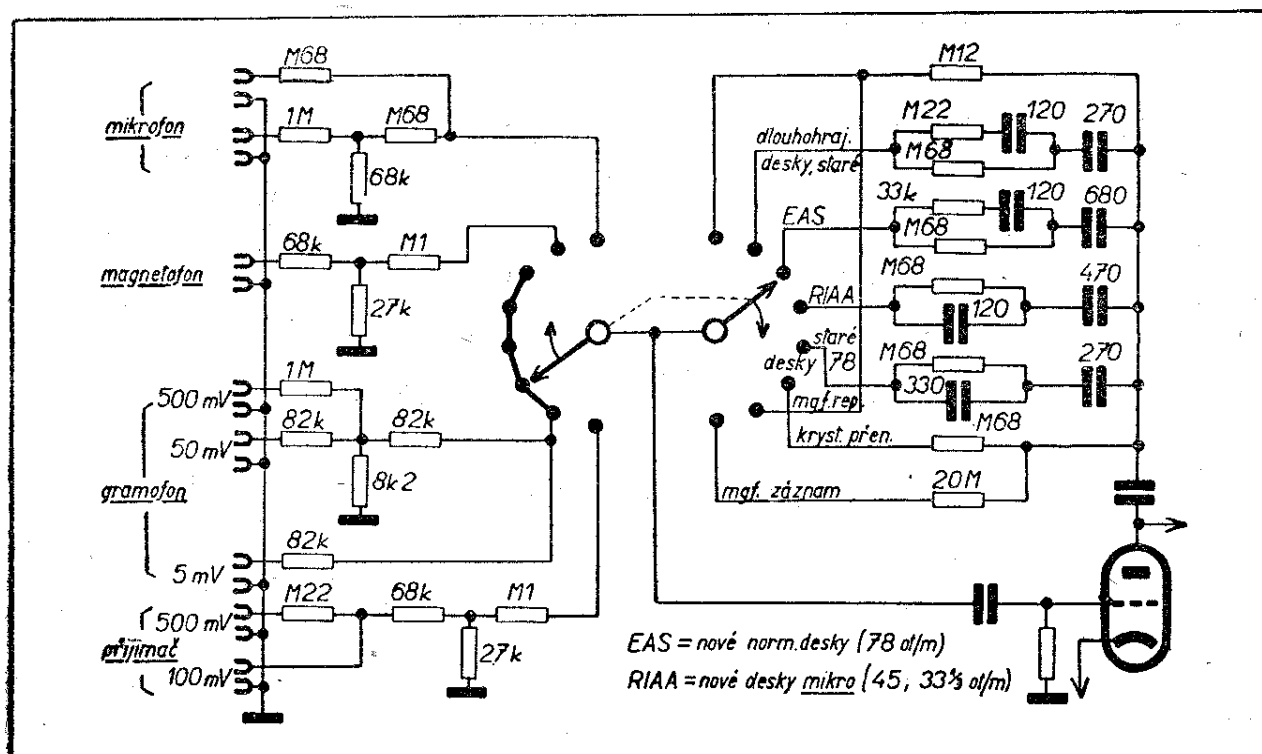 M68
mikrofon
1M
M68
68k
magnetofon
68k
M1
27k
1M
500 mV
82k
82k
50 mV
gramofon
8k2
82k
5 mV
M22
68k
M1
500 mV
přijímač
27k
100 mV
M12
dlouhohraj.
desky, staré
M22
120
270
M68
EAS
33k
120
680
M68
RIAA
M68
470
120
staré
desky 78
M68
270
330
mgf. rep.
kryst. přen.
M68
mgf. záznam
20M
EAS = nové norm. desky (78 ot/m)
RIAA = nové desky mikro (45, 33⅓ ot/m)